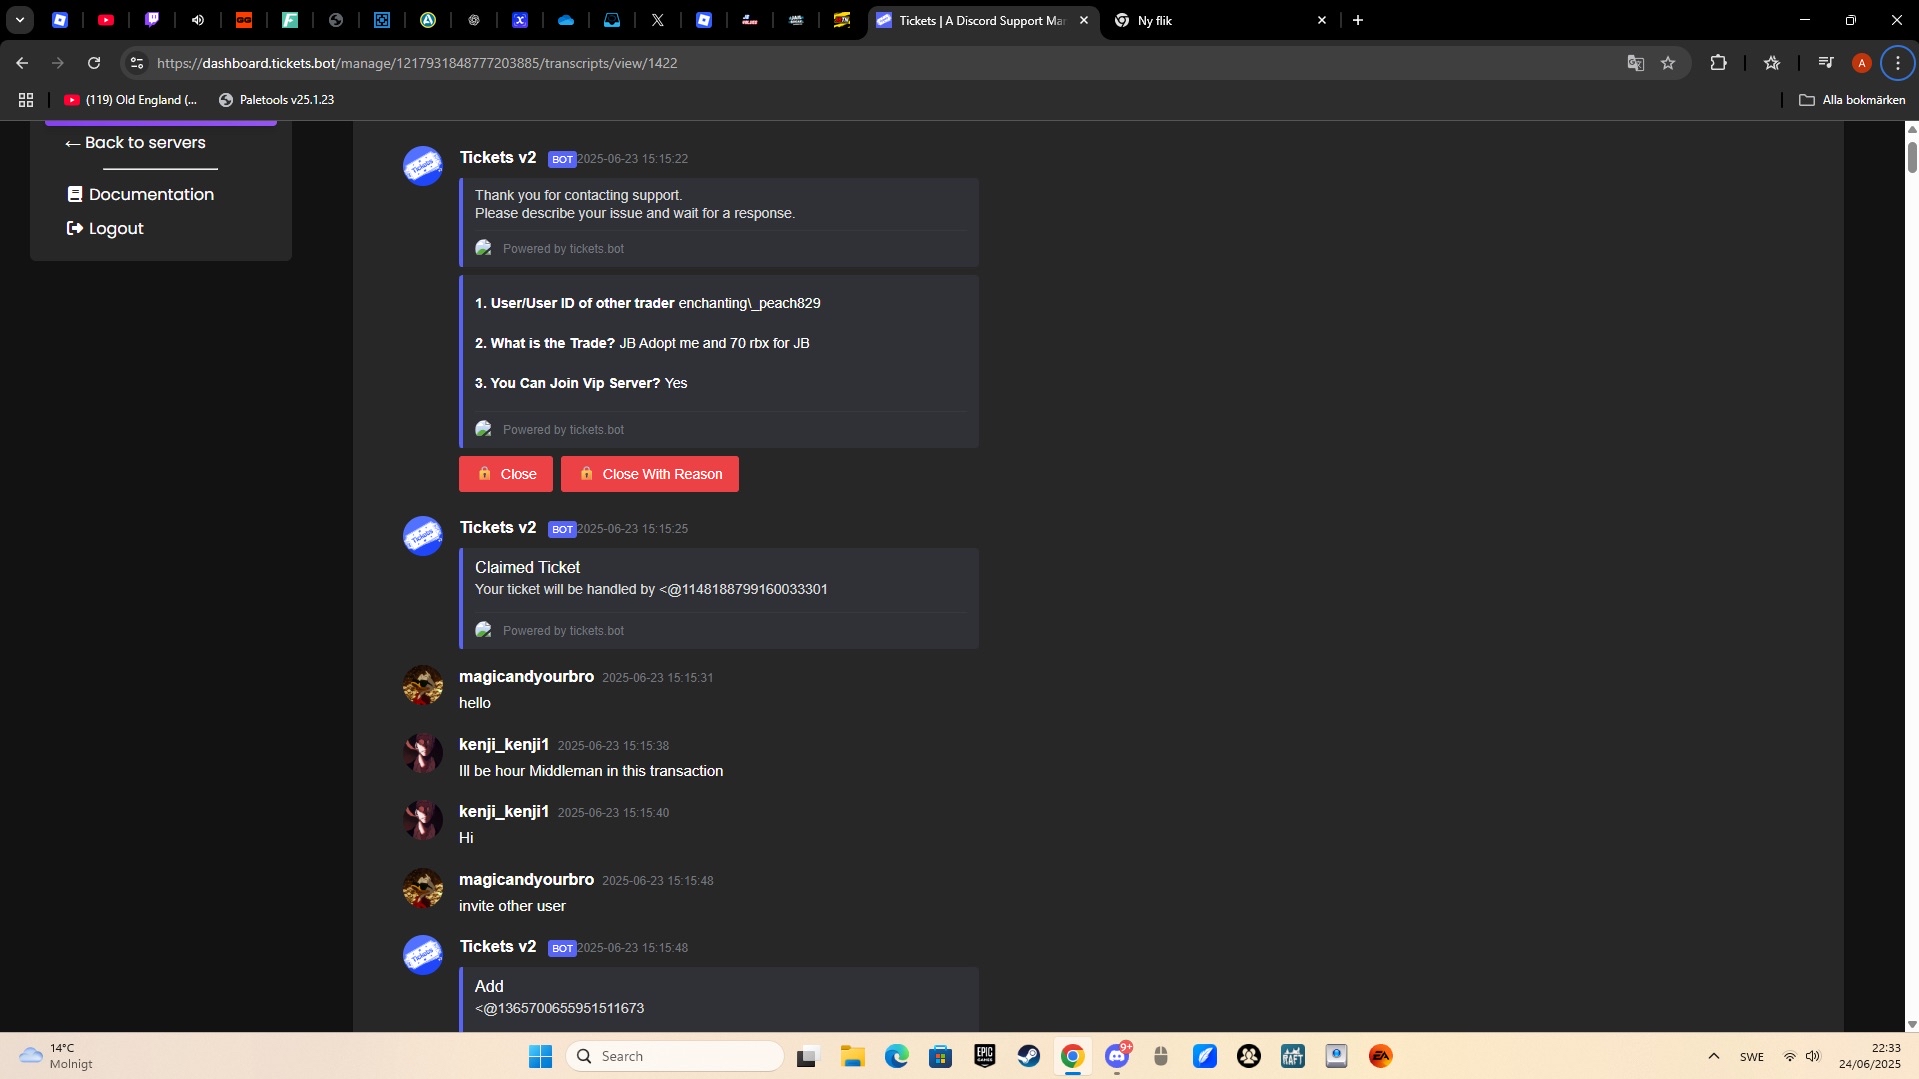 Tickets | A Discord Support Mar
Ny flik
https://dashboard.tickets.bot/manage/1217931848777203885/transcripts/view/1422
A
(119) Old England (...
Paletools v25.1.23
Alla bokmärken
← Back to servers
Documentation
Logout
Tickets v2 BOT 2025-06-23 15:15:22
Thank you for contacting support.
Please describe your issue and wait for a response.
Powered by tickets.bot
1. User/User ID of other trader enchanting\_peach829
2. What is the Trade? JB Adopt me and 70 rbx for JB
3. You Can Join Vip Server? Yes
Powered by tickets.bot
Close
Close With Reason
Tickets v2 BOT 2025-06-23 15:15:25
Claimed Ticket
Your ticket will be handled by <@1148188799160033301
Powered by tickets.bot
magicandyourbro 2025-06-23 15:15:31
hello
kenji_kenji1 2025-06-23 15:15:38
Ill be hour Middleman in this transaction
kenji_kenji1 2025-06-23 15:15:40
Hi
magicandyourbro 2025-06-23 15:15:48
invite other user
Tickets v2 BOT 2025-06-23 15:15:48
Add
<@1365700655951511673
14°C
Molnigt
Search
EPIC GAMES
9+
RAFT
EA
SWE
22:33
24/06/2025